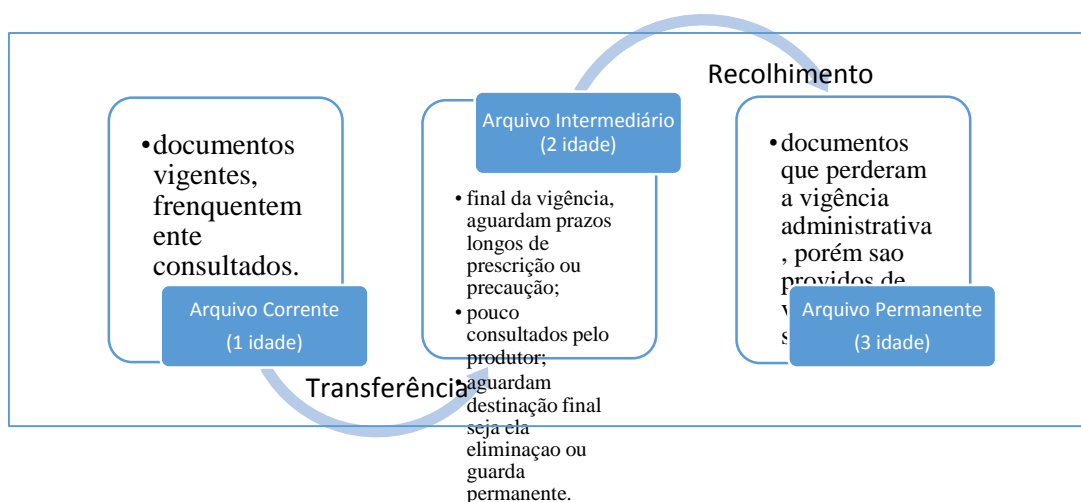 •documentos
vigentes,
frenquentem
ente
consultados.
Arquivo Corrente
(1 idade)
Transferência
Arquivo Intermediário
(2 idade)
• final da vigência,
aguardam prazos
longos de
prescrição ou
precaução;
• pouco
consultados pelo
produtor;
•aguardam
destinação final
seja ela
eliminaçao ou
guarda
permanente.
Recolhimento
•documentos
que perderam
a vigência
administrativa
, porém sao
providos de
Arquivo Permanente
(3 idade)